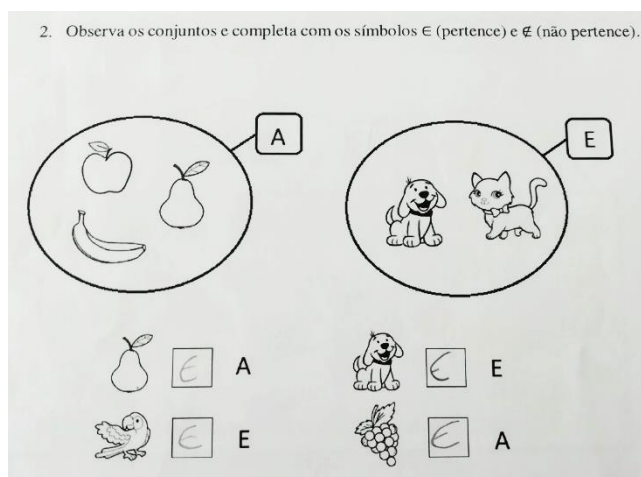 2. Observa os conjuntos e completa com os símbolos ∈ (pertence) e ∉ (não pertence).
A
E
∈ A
∈ E
∈ E
∈ A